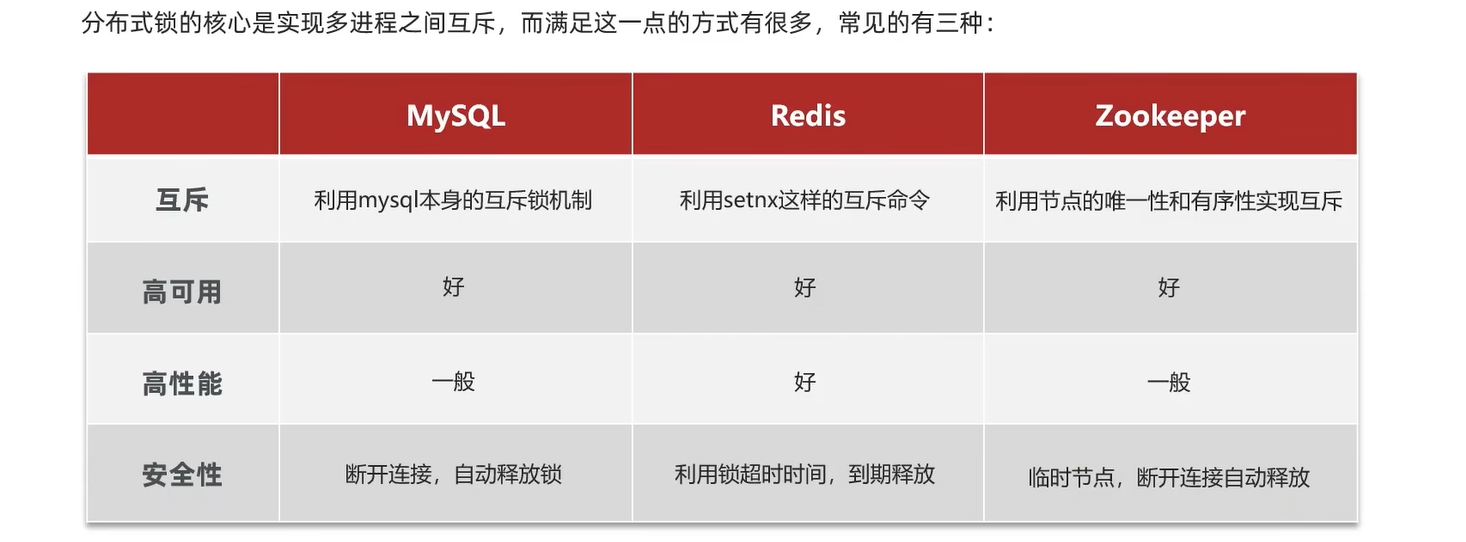 分布式锁的核心是实现多进程之间互斥，而满足这一点的方式有很多，常见的有三种：
MySQL Redis Zookeeper
互斥 利用mysql本身的互斥锁机制 利用setnx这样的互斥命令 利用节点的唯一性和有序性实现互斥
高可用 好 好 好
高性能 一般 好 一般
安全性 断开连接，自动释放锁 利用锁超时时间，到期释放 临时节点，断开连接自动释放